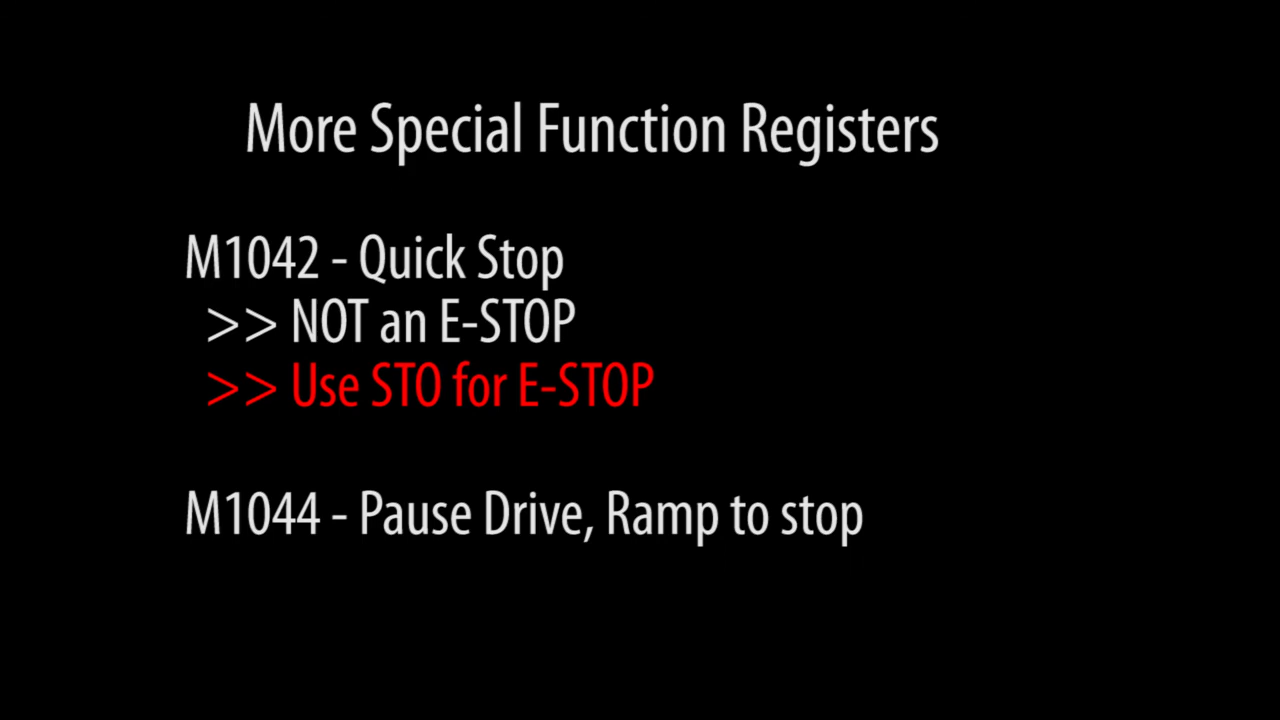 More Special Function Registers
M1042 - Quick Stop
>> NOT an E-STOP
>> Use STO for E-STOP
M1044 - Pause Drive, Ramp to stop